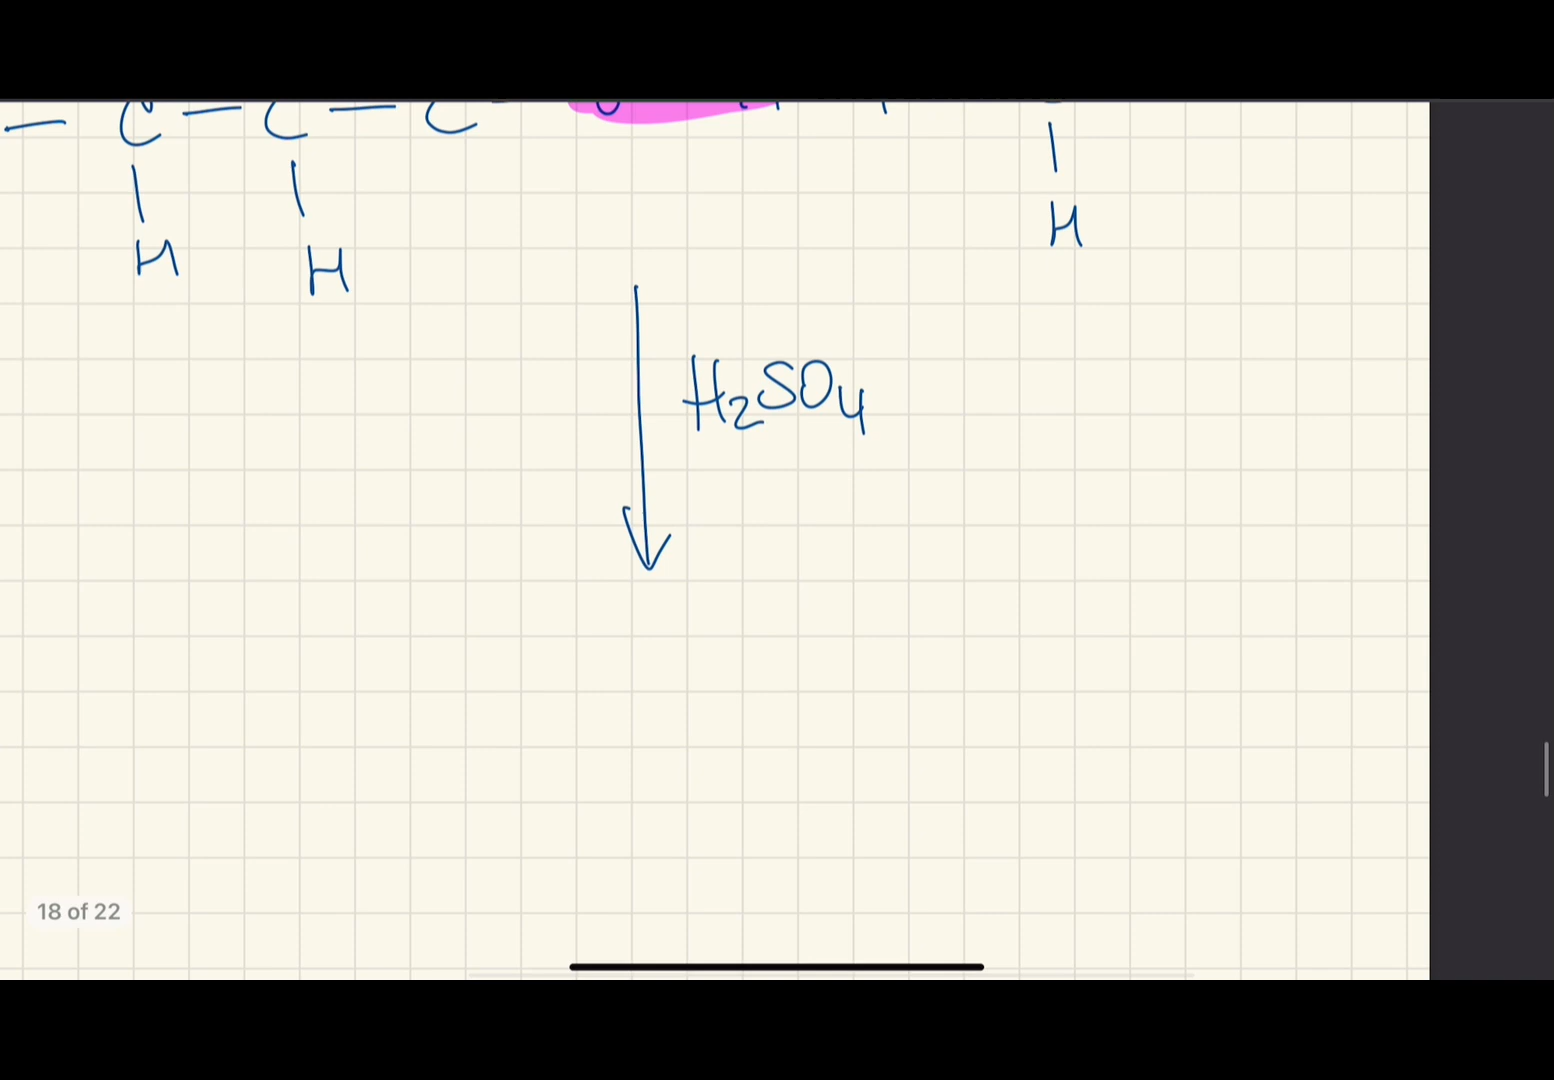 — C — C — C
| | |
H H H
H₂SO₄
18 of 22